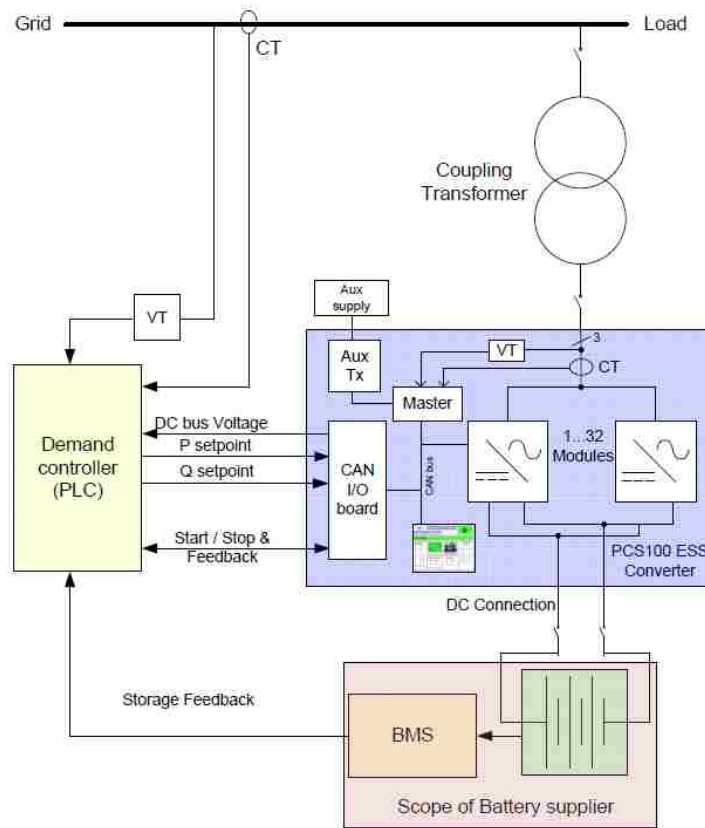 Grid
Load
CT
Coupling
Transformer
Aux
supply
VT
3
Aux
Tx
VT
CT
Master
DC bus Voltage
P setpoint
Q setpoint
Demand
controller
(PLC)
CAN
I/O
board
CAN bus
1...32
Modules
Start / Stop &
Feedback
PCS100 ESS
Converter
DC Connection
Storage Feedback
BMS
Scope of Battery supplier